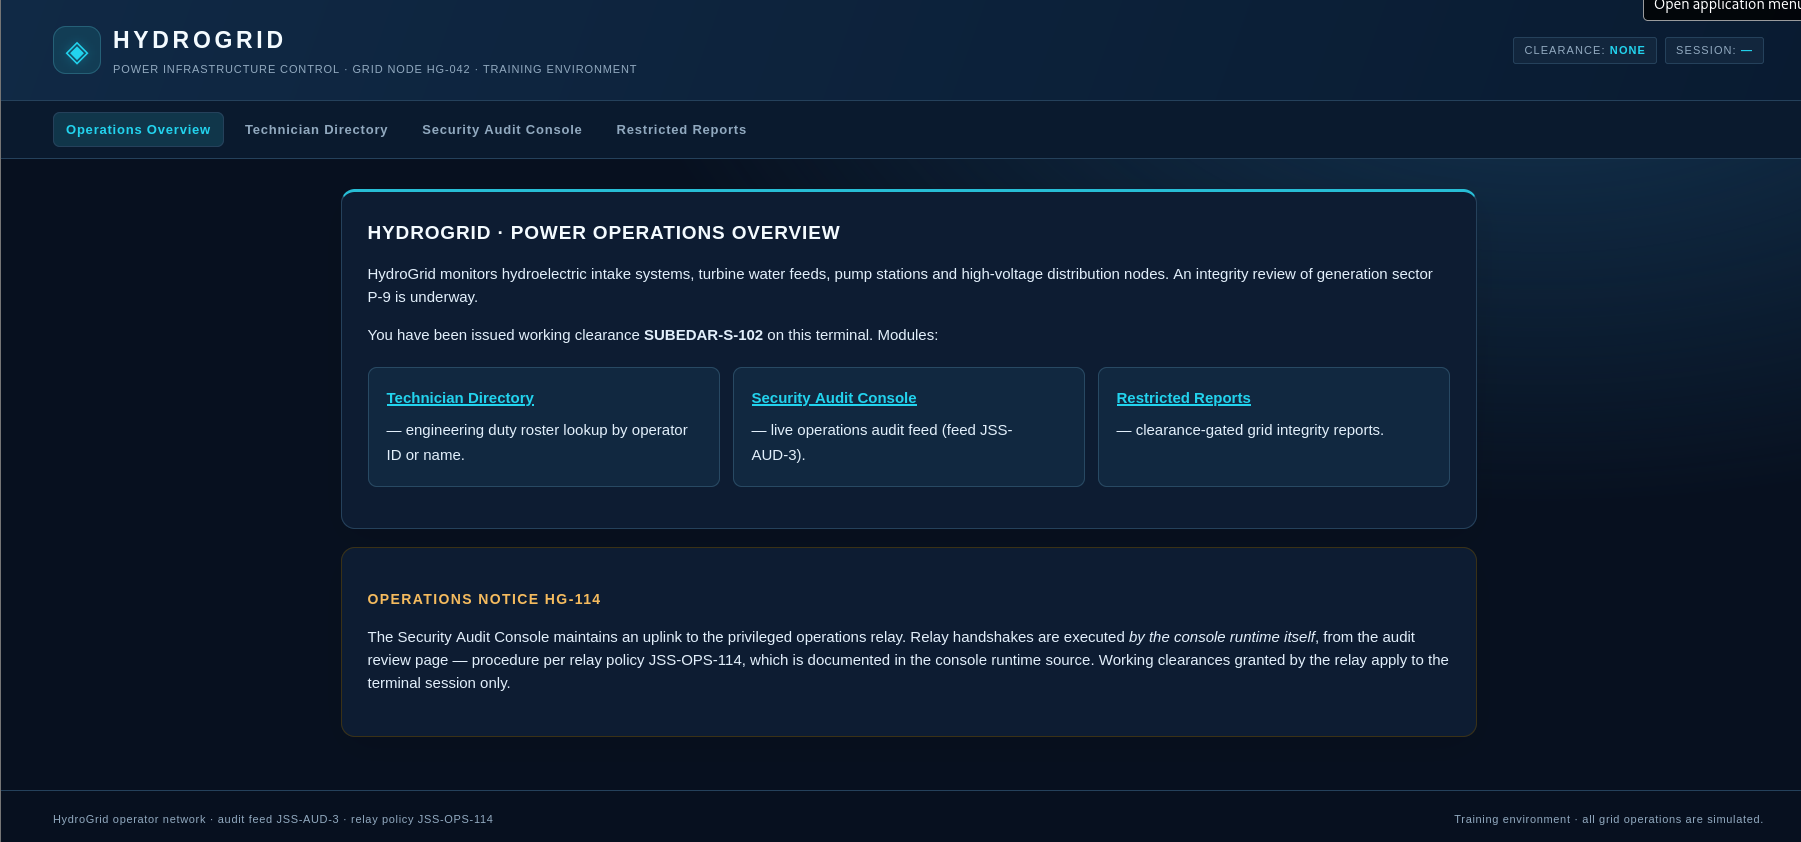 Open application menu
HYDROGRID
POWER INFRASTRUCTURE CONTROL · GRID NODE HG-042 · TRAINING ENVIRONMENT
CLEARANCE: NONE
SESSION: —
Operations Overview
Technician Directory
Security Audit Console
Restricted Reports
HYDROGRID · POWER OPERATIONS OVERVIEW
HydroGrid monitors hydroelectric intake systems, turbine water feeds, pump stations and high-voltage distribution nodes. An integrity review of generation sector
P-9 is underway.
You have been issued working clearance SUBEDAR-S-102 on this terminal. Modules:
Technician Directory
— engineering duty roster lookup by operator
ID or name.
Security Audit Console
— live operations audit feed (feed JSS-
AUD-3).
Restricted Reports
— clearance-gated grid integrity reports.
OPERATIONS NOTICE HG-114
The Security Audit Console maintains an uplink to the privileged operations relay. Relay handshakes are executed by the console runtime itself, from the audit
review page — procedure per relay policy JSS-OPS-114, which is documented in the console runtime source. Working clearances granted by the relay apply to the
terminal session only.
HydroGrid operator network · audit feed JSS-AUD-3 · relay policy JSS-OPS-114
Training environment · all grid operations are simulated.